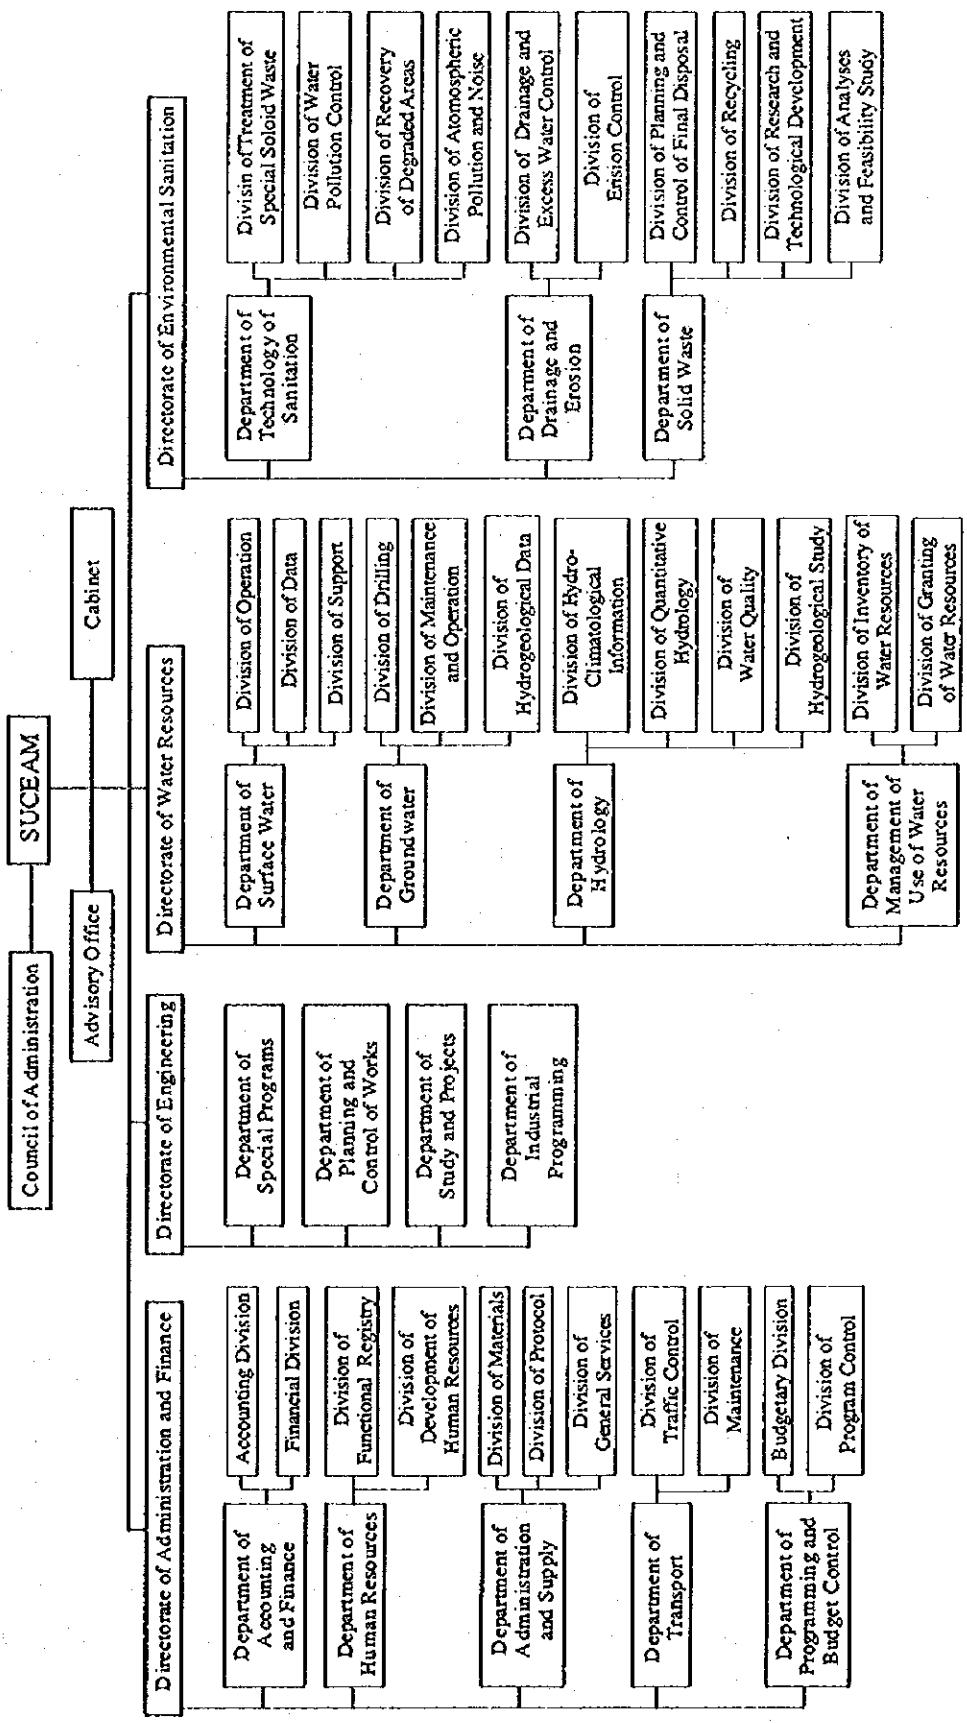 SUCEAM
Council of Administration
Advisory Office
Cabinet
Directorate of Administration and Finance
Department of
Accounting
and Finance
Accounting Division
Financial Division
Department of
Human Resources
Division of
Functional Registry
Division of
Development of
Human Resources
Department of
Administration
and Supply
Division of Materials
Division of Protocol
Division of
General Services
Department of
Transport
Division of
Traffic Control
Division of
Maintenance
Department of
Programming and
Budget Control
Budgetary Division
Division of
Program Control
Directorate of Engineering
Department of
Special Programs
Department of
Planning and
Control of Works
Department of
Study and Projects
Department of
Industrial
Programming
Directorate of Water Resources
Department of
Surface Water
Division of Operation
Division of Data
Division of Support
Department of
Groundwater
Division of Drilling
Division of Maintenance
and Operation
Division of
Hydrogeological Data
Department of
Hydrology
Division of Hydro-
Climatological
Information
Division of Quantitative
Hydrology
Division of
Water Quality
Division of
Hydrogeological Study
Department of
Management of
Use of Water
Resources
Division of Inventory of
Water Resources
Division of Granting
of Water Resources
Directorate of Environmental Sanitation
Department of
Technology of
Sanitation
Divisin of Treatment of
Special Soloid Waste
Division of Water
Pollution Control
Division of Recovery
of Degraded Areas
Division of Atomospheric
Pollution and Noise
Deparment of
Drainage and
Erosion
Division of Drainage and
Excess Water Control
Division of
Erision Control
Department of
Solid Waste
Division of Planning and
Control of Final Disposal
Division of Recycling
Division of Research and
Technological Development
Division of Analyses
and Feasibility Study